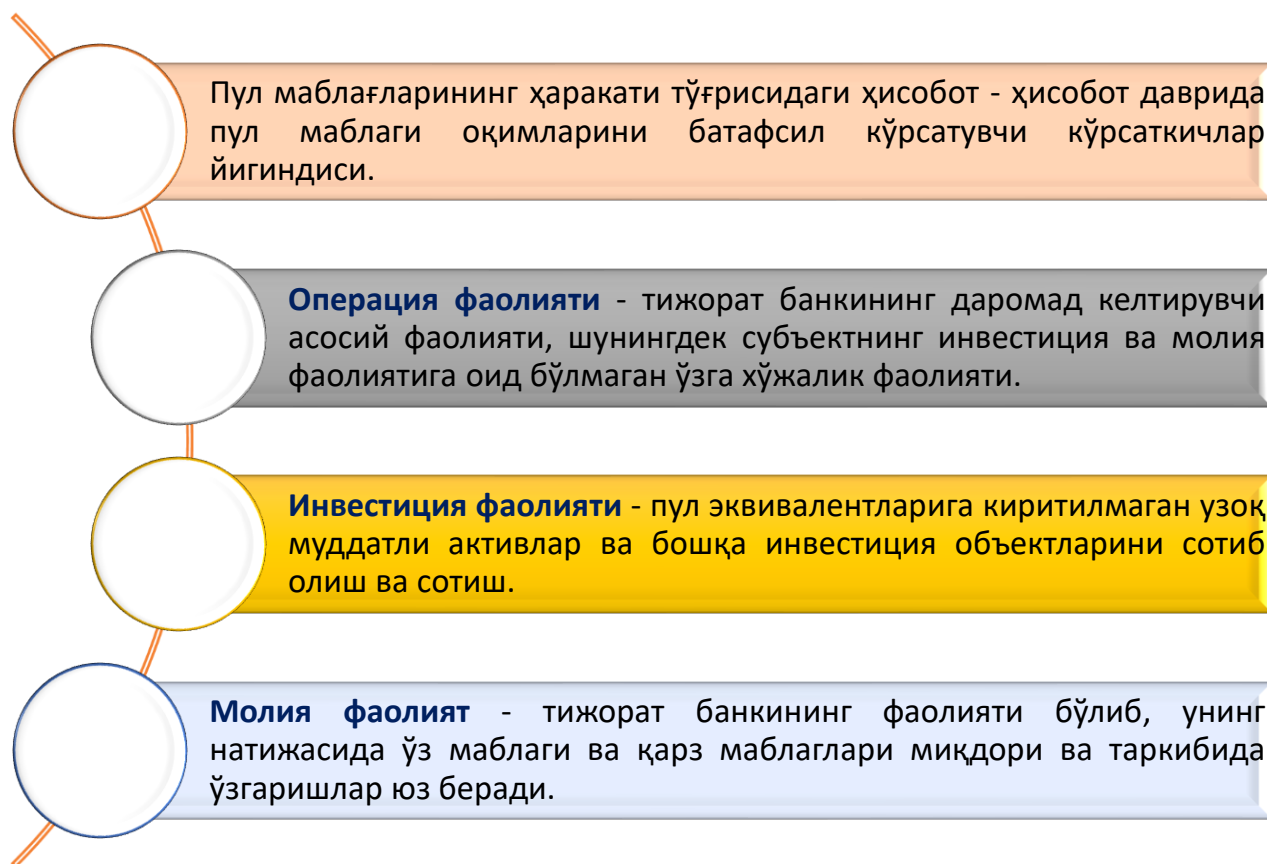 Пул маблағларининг ҳаракати тўғрисидаги ҳисобот - ҳисобот даврида
пул маблаги оқимларини батафсил кўрсатувчи кўрсаткичлар
йигиндиси.
Операция фаолияти - тижорат банкининг даромад келтирувчи
асосий фаолияти, шунингдек субъектнинг инвестиция ва молия
фаолиятига оид бўлмаган ўзга хўжалик фаолияти.
Инвестиция фаолияти - пул эквивалентларига киритилмаган узоқ
муддатли активлар ва бошқа инвестиция объектларини сотиб
олиш ва сотиш.
Молия фаолият - тижорат банкининг фаолияти бўлиб, унинг
натижасида ўз маблаги ва қарз маблаглари миқдори ва таркибида
ўзгаришлар юз беради.